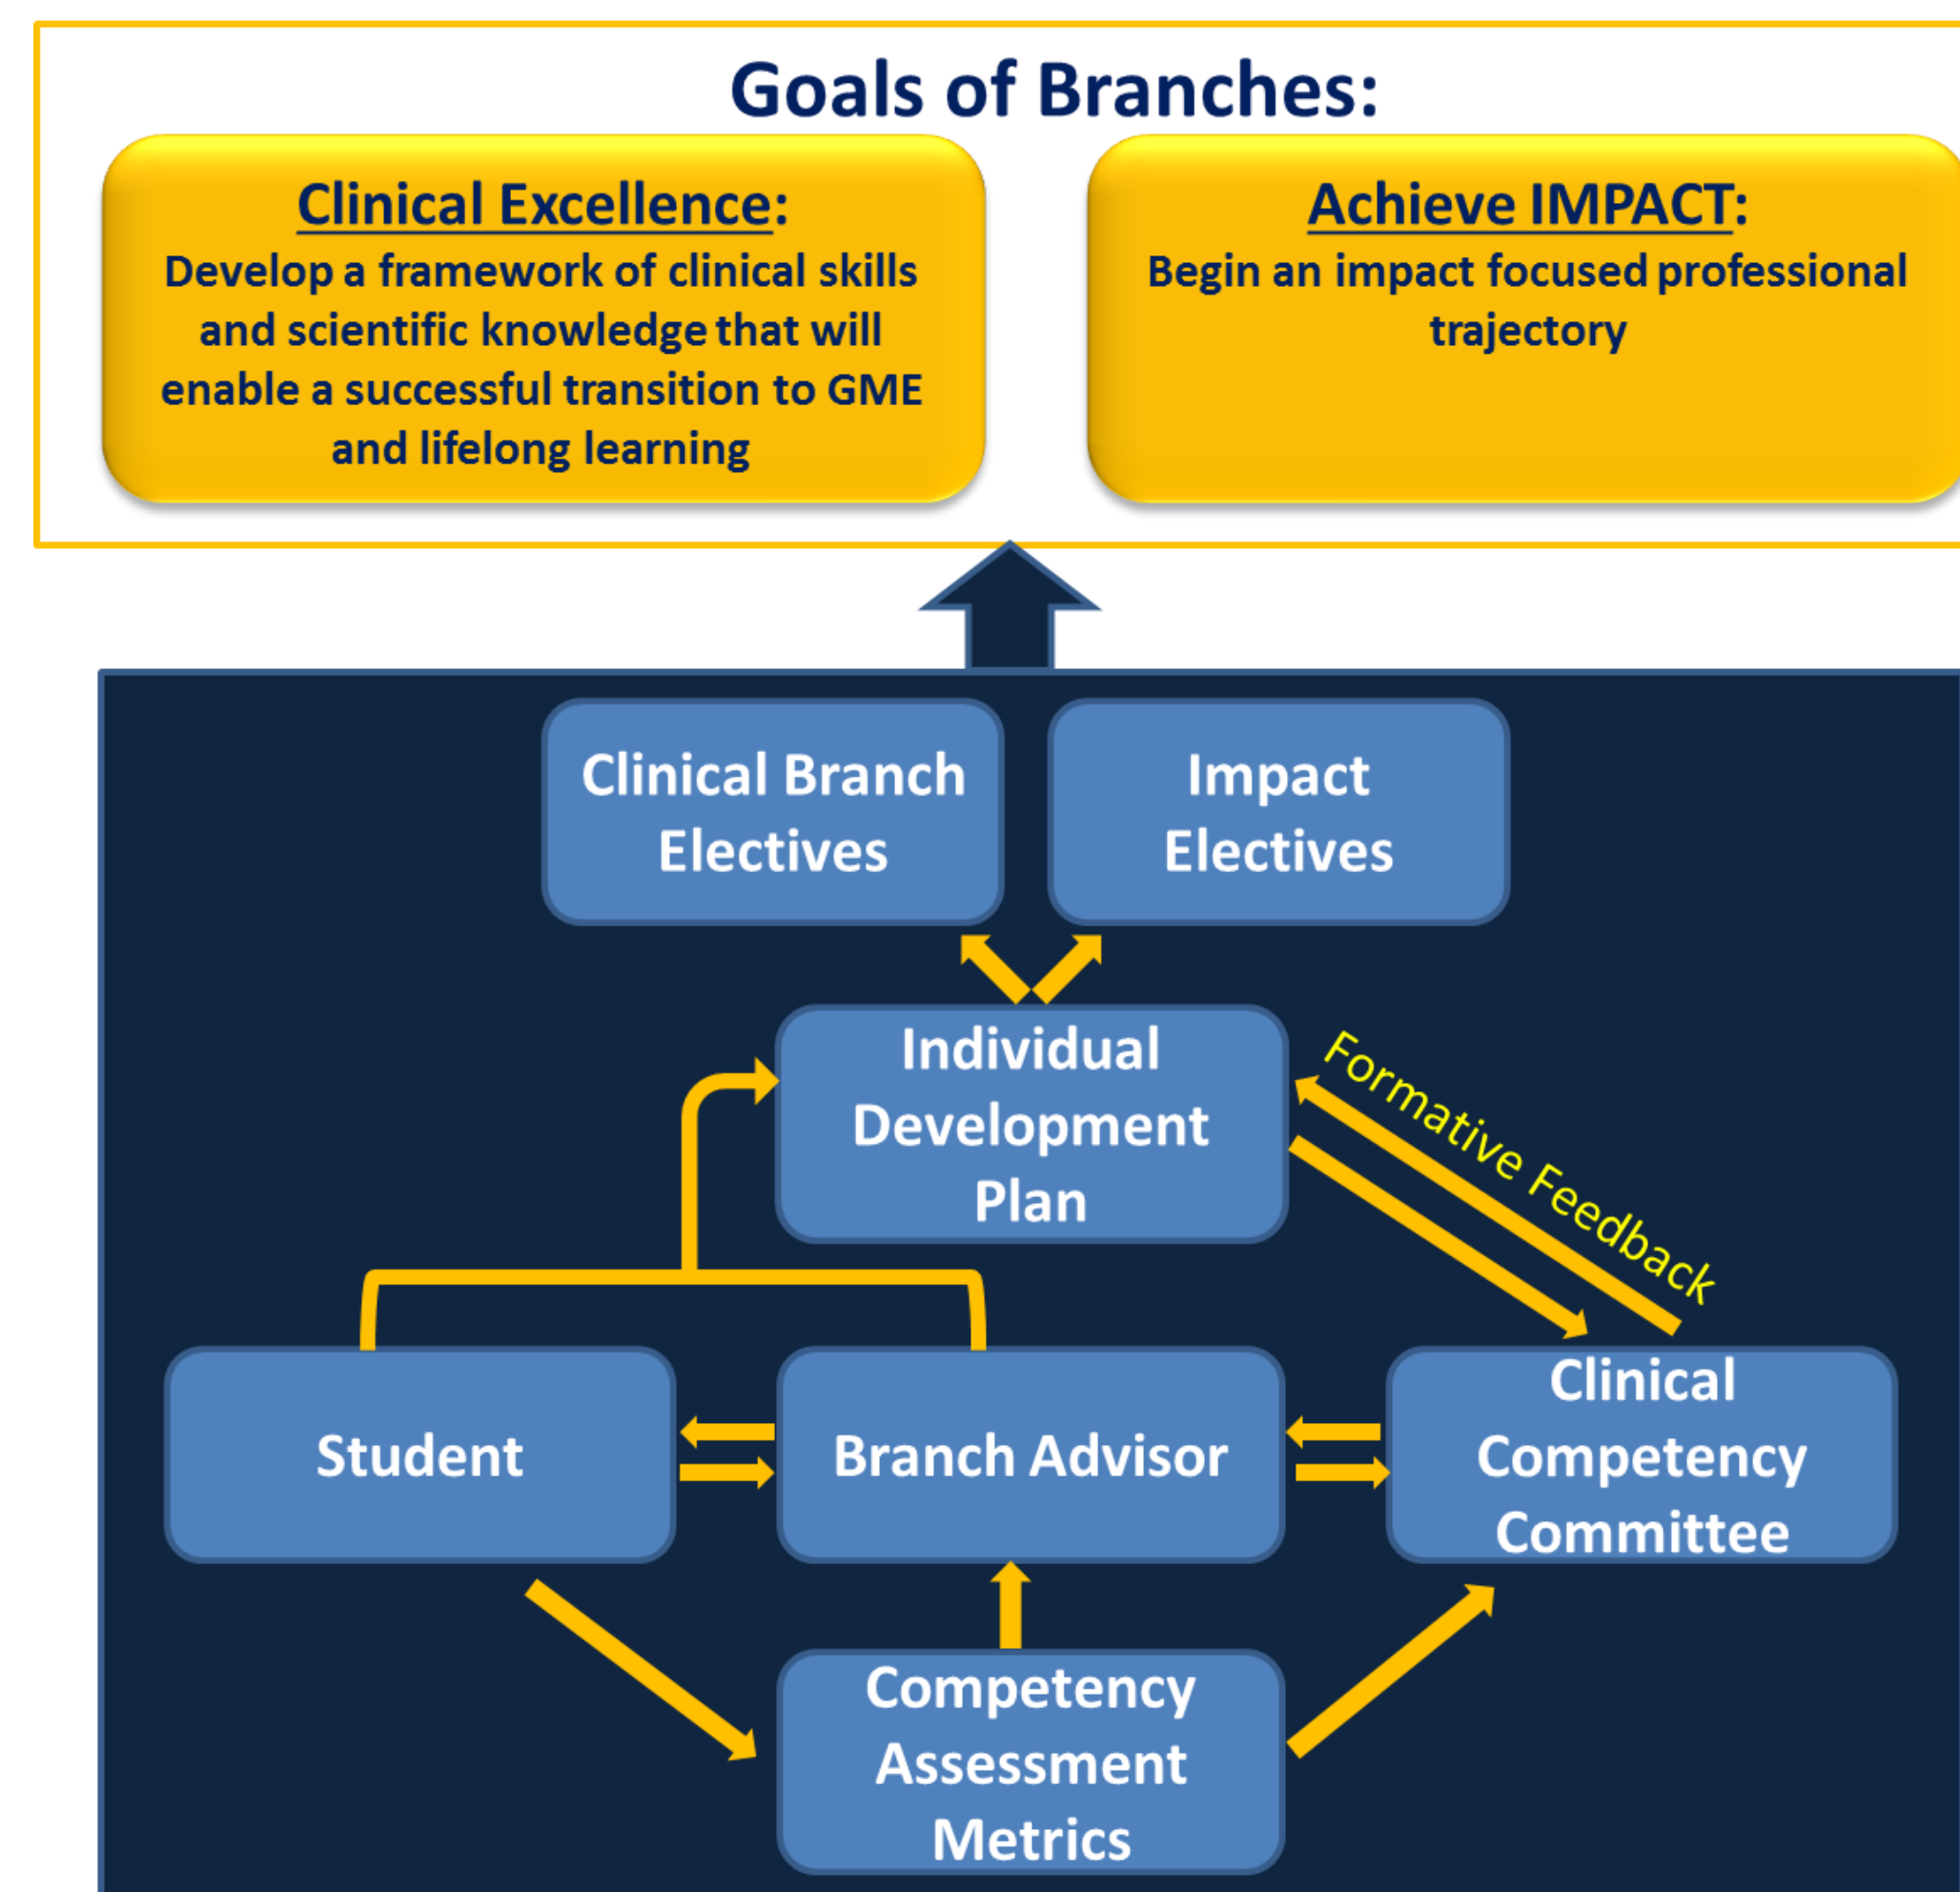 Goals of Branches:
Clinical Excellence:
Develop a framework of clinical skills
and scientific knowledge that will
enable a successful transition to GME
and lifelong learning
Achieve IMPACT:
Begin an impact focused professional
trajectory
Clinical Branch
Electives
Impact
Electives
Individual
Development
Plan
Formative Feedback
Student
Branch Advisor
Clinical
Competency
Committee
Competency
Assessment
Metrics